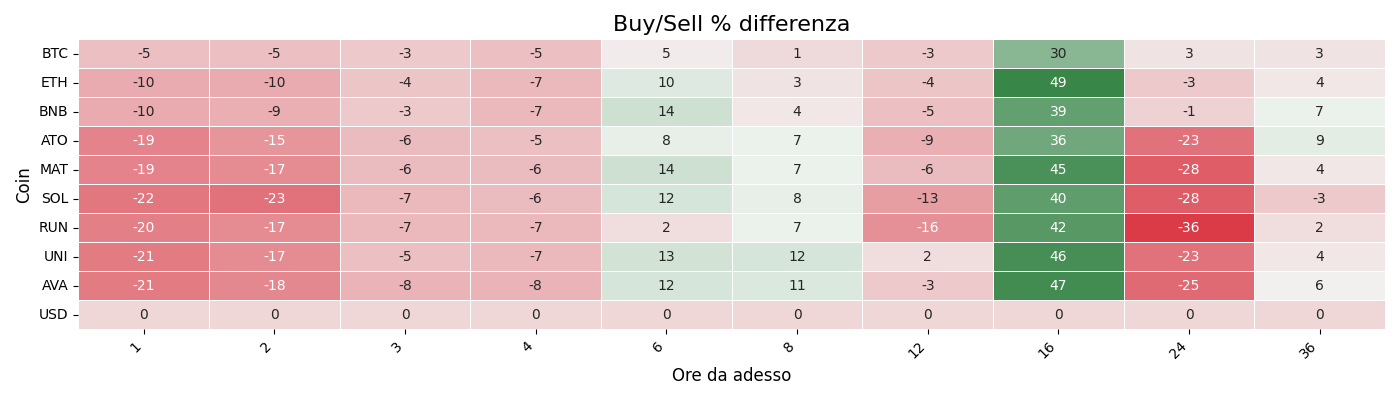 Buy/Sell % differenza
Coin
BTC -5 -5 -3 -5 5 1 -3 30 3 3
ETH -10 -10 -4 -7 10 3 -4 49 -3 4
BNB -10 -9 -3 -7 14 4 -5 39 -1 7
ATO -19 -15 -6 -5 8 7 -9 36 -23 9
MAT -19 -17 -6 -6 14 7 -6 45 -28 4
SOL -22 -23 -7 -6 12 8 -13 40 -28 -3
RUN -20 -17 -7 -7 2 7 -16 42 -36 2
UNI -21 -17 -5 -7 13 12 2 46 -23 4
AVA -21 -18 -8 -8 12 11 -3 47 -25 6
USD 0 0 0 0 0 0 0 0 0 0
1 2 3 4 6 8 12 16 24 36
Ore da adesso